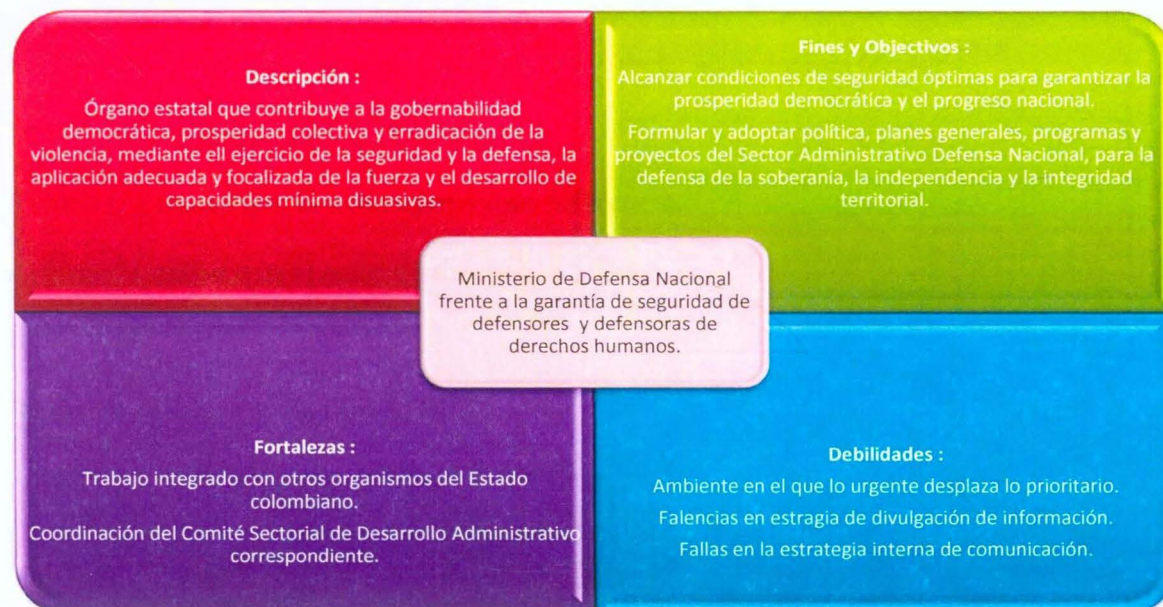 Descripción :
Órgano estatal que contribuye a la gobernabilidad
democrática, prosperidad colectiva y erradicación de la
violencia, mediante ell ejercicio de la seguridad y la defensa, la
aplicación adecuada y focalizada de la fuerza y el desarrollo de
capacidades mínima disuasivas.
Fines y Objectivos :
Alcanzar condiciones de seguridad óptimas para garantizar la
prosperidad democrática y el progreso nacional.
Formular y adoptar política, planes generales, programas y
proyectos del Sector Administrativo Defensa Nacional, para la
defensa de la soberanía, la independencia y la integridad
territorial.
Ministerio de Defensa Nacional
frente a la garantía de seguridad de
defensores y defensoras de
derechos humanos.
Fortalezas :
Trabajo integrado con otros organismos del Estado
colombiano.
Coordinación del Comité Sectorial de Desarrollo Administrativo
correspondiente.
Debilidades :
Ambiente en el que lo urgente desplaza lo prioritario.
Falencias en estragia de divulgación de información.
Fallas en la estrategia interna de comunicación.